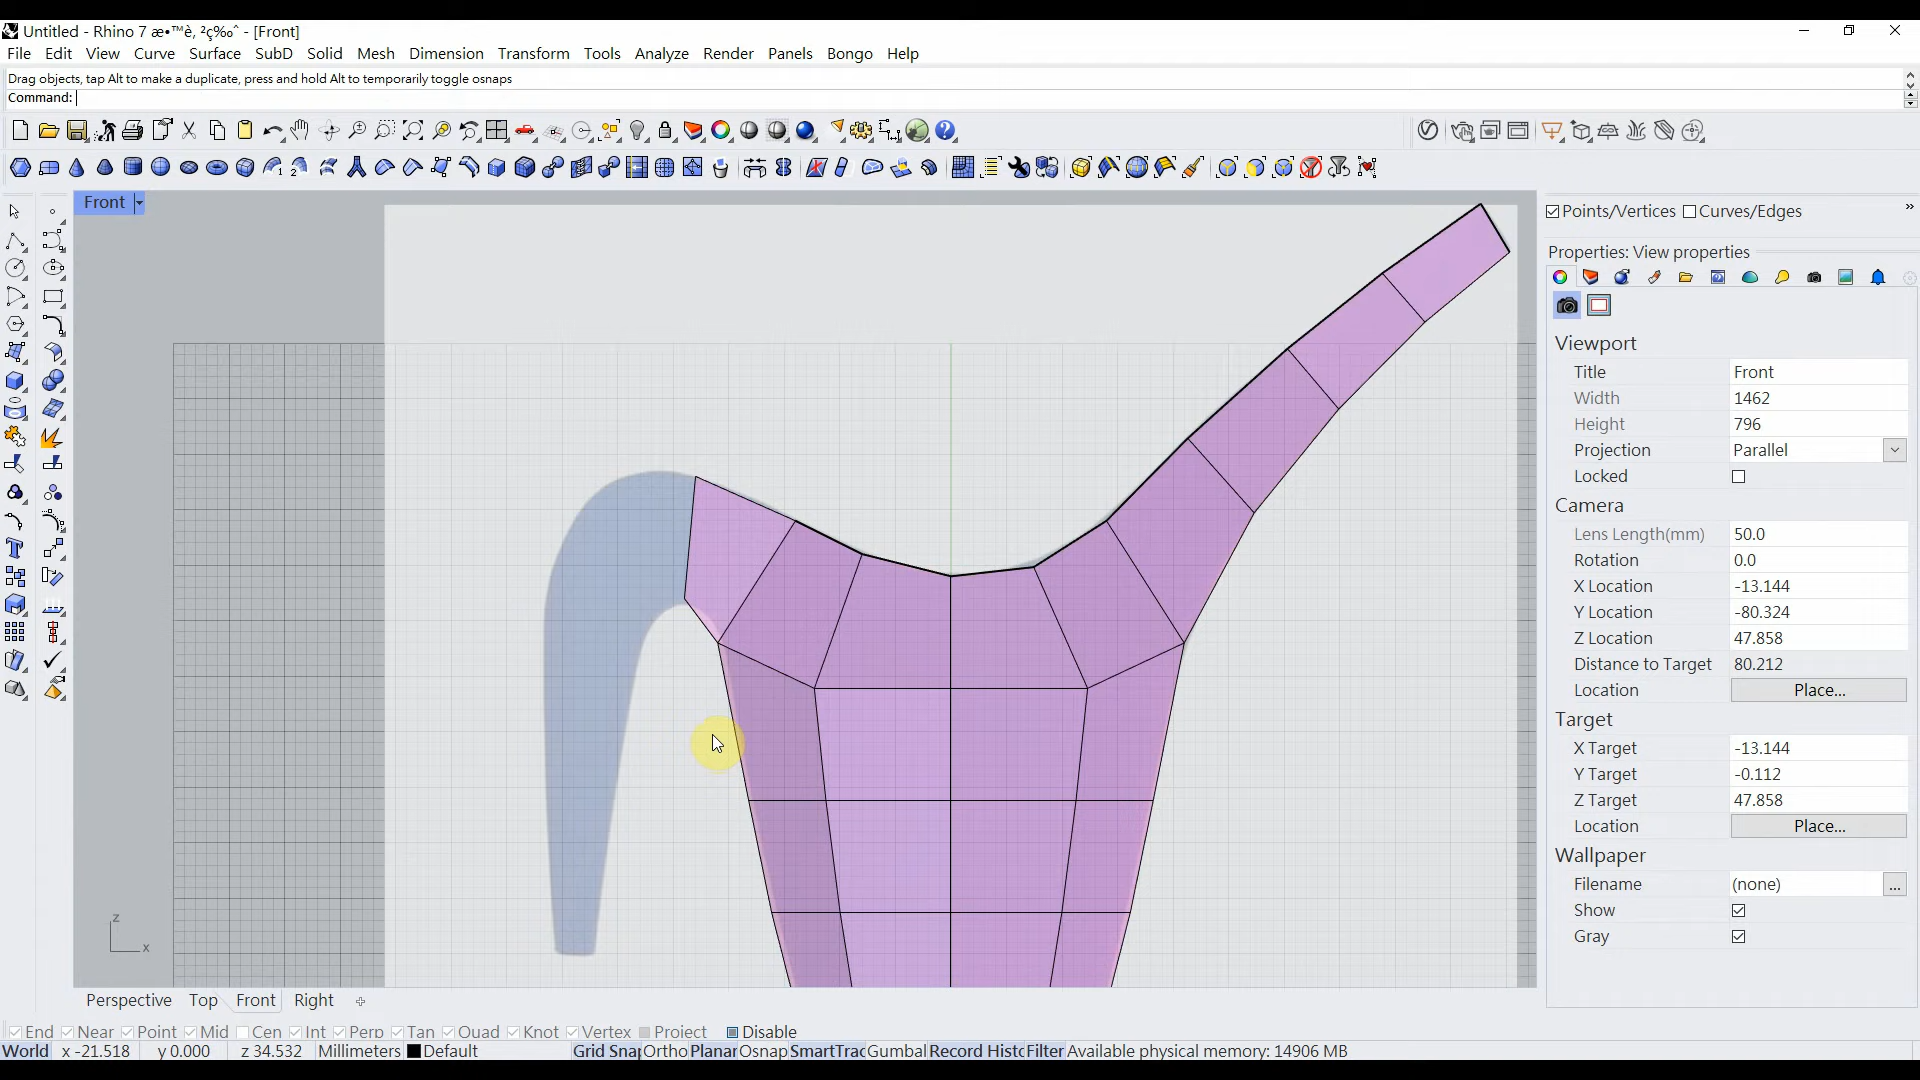 Untitled - Rhino 7 æ•™è‚²ç‰ˆ - [Front]
File Edit View Curve Surface SubD Solid Mesh Dimension Transform Tools Analyze Render Panels Bongo Help
Drag objects, tap Alt to make a duplicate, press and hold Alt to temporarily toggle osnaps
Command:
Front
Points/Vertices Curves/Edges »
Properties: View properties
Viewport
Title Front
Width 1462
Height 796
Projection Parallel
Locked
Camera
Lens Length(mm) 50.0
Rotation 0.0
X Location -13.144
Y Location -80.324
Z Location 47.858
Distance to Target 80.212
Location Place...
Target
X Target -13.144
Y Target -0.112
Z Target 47.858
Location Place...
Wallpaper
Filename (none) ...
Show
Gray
z
x
Perspective Top Front Right
End Near Point Mid Cen Int Perp Tan Quad Knot Vertex Project Disable
World x -21.518 y 0.000 z 34.532 Millimeters Default Grid Snap Ortho Planar Osnap SmartTrac Gumbal Record Histo Filter Available physical memory: 14906 MB